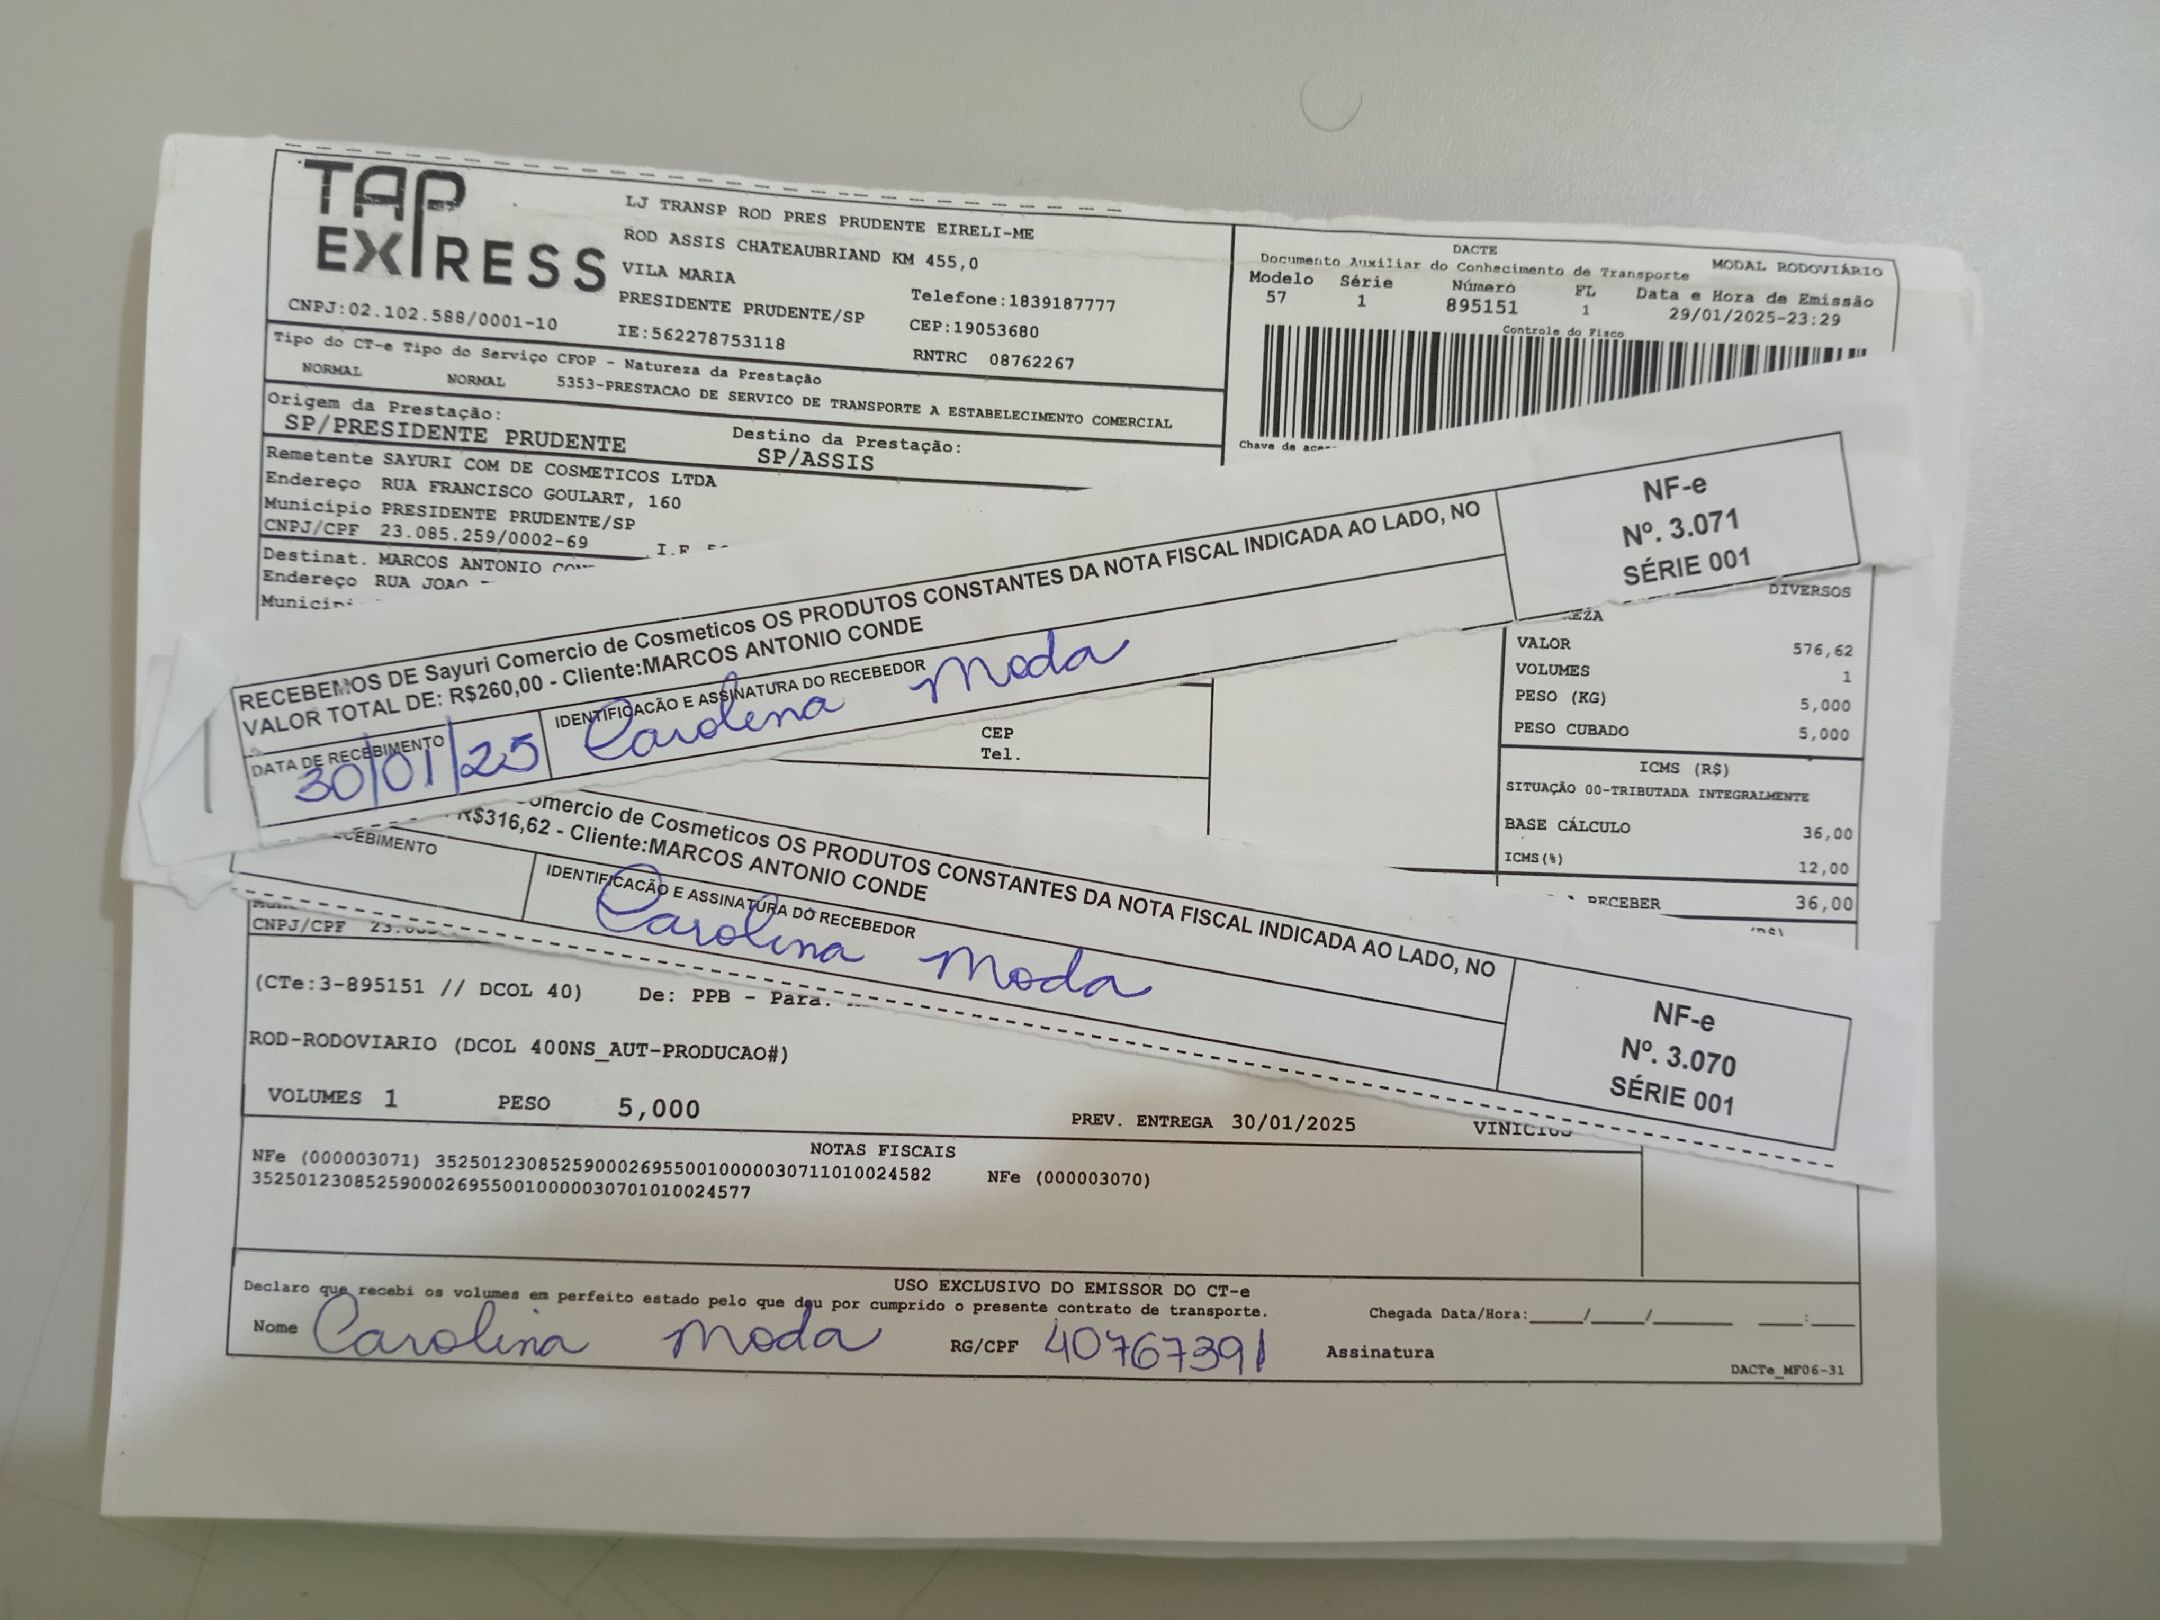 TAP EXPRESS
CNPJ:02.102.588/0001-10
LJ TRANSP ROD PRES PRUDENTE EIRELI-ME
ROD ASSIS CHATEAUBRIAND KM 455,0
VILA MARIA
PRESIDENTE PRUDENTE/SP
IE:562278753118
Telefone:1839187777
CEP:19053680
RNTRC 08762267
DACTE
Documento Auxiliar do Conhecimento de Transporte
MODAL RODOVIÁRIO
Modelo Série Número FL Data e Hora de Emissão
57 1 895151 1 29/01/2025-23:29
Controle do Fisco
Chave de
Tipo do CT-e Tipo do Serviço CFOP - Natureza da Prestação
NORMAL NORMAL 5353-PRESTACAO DE SERVICO DE TRANSPORTE A ESTABELECIMENTO COMERCIAL
Origem da Prestação:
SP/PRESIDENTE PRUDENTE
Destino da Prestação:
SP/ASSIS
Remetente SAYURI COM DE COSMETICOS LTDA
Endereço RUA FRANCISCO GOULART, 160
Município PRESIDENTE PRUDENTE/SP
CNPJ/CPF 23.085.259/0002-69
Destinat. MARCOS ANTONIO
Endereço RUA JOAO
RECEBEMOS DE Sayuri Comercio de Cosmeticos OS PRODUTOS CONSTANTES DA NOTA FISCAL INDICADA AO LADO, NO
VALOR TOTAL DE: R$260,00 - Cliente:MARCOS ANTONIO CONDE
DATA DE RECEBIMENTO
30/01/25
IDENTIFICAÇÃO E ASSINATURA DO RECEBEDOR
Carolina Moda
NF-e
Nº. 3.071
SÉRIE 001
DIVERSOS
VALOR 576,62
VOLUMES 1
PESO (KG) 5,000
PESO CUBADO 5,000
ICMS (R$)
SITUAÇÃO 00-TRIBUTADA INTEGRALMENTE
BASE CÁLCULO 36,00
ICMS(%) 12,00
RECEBER 36,00
CEP
Tel.
Comercio de Cosmeticos OS PRODUTOS CONSTANTES DA NOTA FISCAL INDICADA AO LADO, NO
R$316,62 - Cliente:MARCOS ANTONIO CONDE
IDENTIFICAÇÃO E ASSINATURA DO RECEBEDOR
Carolina Moda
NF-e
Nº. 3.070
SÉRIE 001
CNPJ/CPF
(CTe:3-895151 // DCOL 40) De: PPB - Para:
ROD-RODOVIARIO (DCOL 400NS_AUT-PRODUCAO#)
VOLUMES 1 PESO 5,000
PREV. ENTREGA 30/01/2025
VINICIUS
NOTAS FISCAIS
NFe (000003071) 35250123085259000269550010000030711010024582 NFe (000003070)
35250123085259000269550010000030701010024577
USO EXCLUSIVO DO EMISSOR DO CT-e
Declaro que recebi os volumes em perfeito estado pelo que dou por cumprido o presente contrato de transporte.
Chegada Data/Hora:____/____/______ ___:___
Nome Carolina Moda RG/CPF 40767391 Assinatura
DACTe_MF06-31